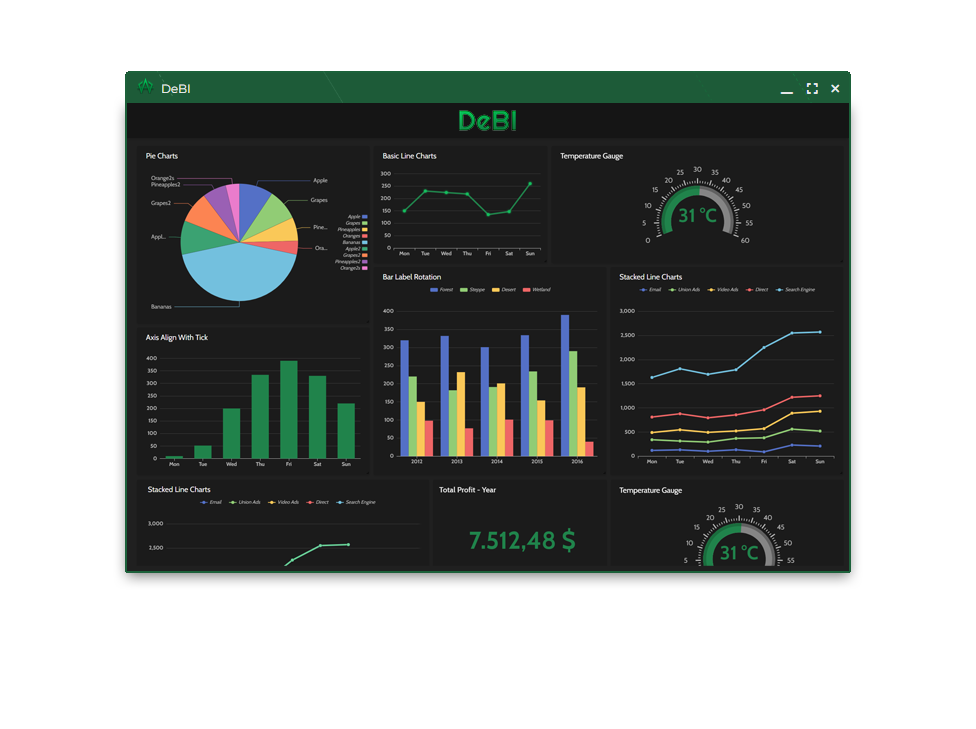 DeBI
DeBI
Pie Charts
Orange2s
Pineapples2
Grapes2
Appl...
Bananas
Apple
Grapes
Pine...
Ora...
Apple
Grapes
Pineapples
Oranges
Bananas
Apple2
Grapes2
Pineapples2
Orange2s
Basic Line Charts
300
250
200
150
100
50
0
Mon Tue Wed Thu Fri Sat Sun
Temperature Gauge
0 5 10 15 20 25 30 35 40 45 50 55 60
31 °C
Axis Align With Tick
400
350
300
250
200
150
100
50
0
Mon Tue Wed Thu Fri Sat Sun
Bar Label Rotation
Forest Steppe Desert Wetland
400
350
300
250
200
150
100
50
0
2012 2013 2014 2015 2016
Stacked Line Charts
Email Union Ads Video Ads Direct Search Engine
3,000
2,500
2,000
1,500
1,000
500
0
Mon Tue Wed Thu Fri Sat Sun
Stacked Line Charts
Email Union Ads Video Ads Direct Search Engine
3,000
2,500
Total Profit - Year
7.512,48 $
Temperature Gauge
5 10 15 20 25 30 35 40 45 50 55
31 °C